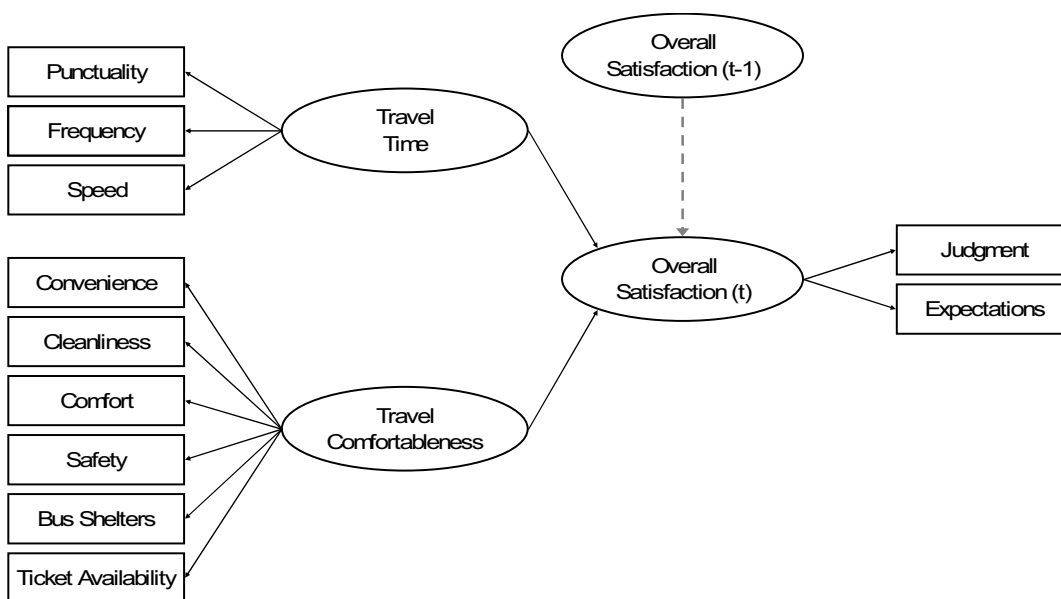 Overall
Satisfaction (t-1)
Punctuality
Frequency
Speed
Travel
Time
Overall
Satisfaction (t)
Judgment
Expectations
Convenience
Cleanliness
Comfort
Safety
Bus Shelters
Ticket Availability
Travel
Comfortableness